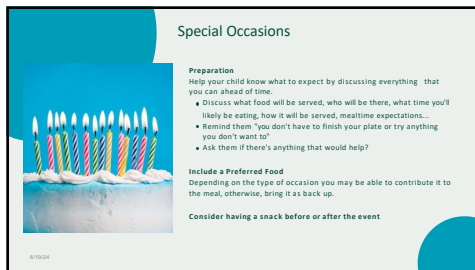 Special Occasions
Preparation
Help your child know what to expect by discussing everything that
you can ahead of time.
• Discuss what food will be served, who will be there, what time you'll
likely be eating, how it will be served, mealtime expectations...
• Remind them "you don't have to finish your plate or try anything
you don't want to"
• Ask them if there's anything that would help?
Include a Preferred Food
Depending on the type of occasion you may be able to contribute it to
the meal, otherwise, bring it as back up.
Consider having a snack before or after the event
6/19/24